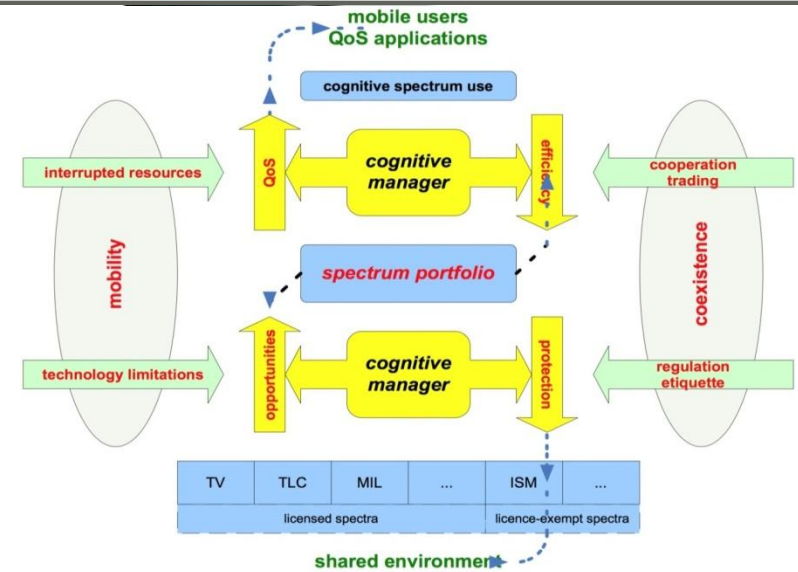 mobile users
QoS applications
cognitive spectrum use
interrupted resources
QoS
cognitive
manager
efficiency
cooperation
trading
mobility
spectrum portfolio
coexistence
technology limitations
opportunities
cognitive
manager
protection
regulation
etiquette
TV
TLC
MIL
...
ISM
...
licensed spectra
licence-exempt spectra
shared environment